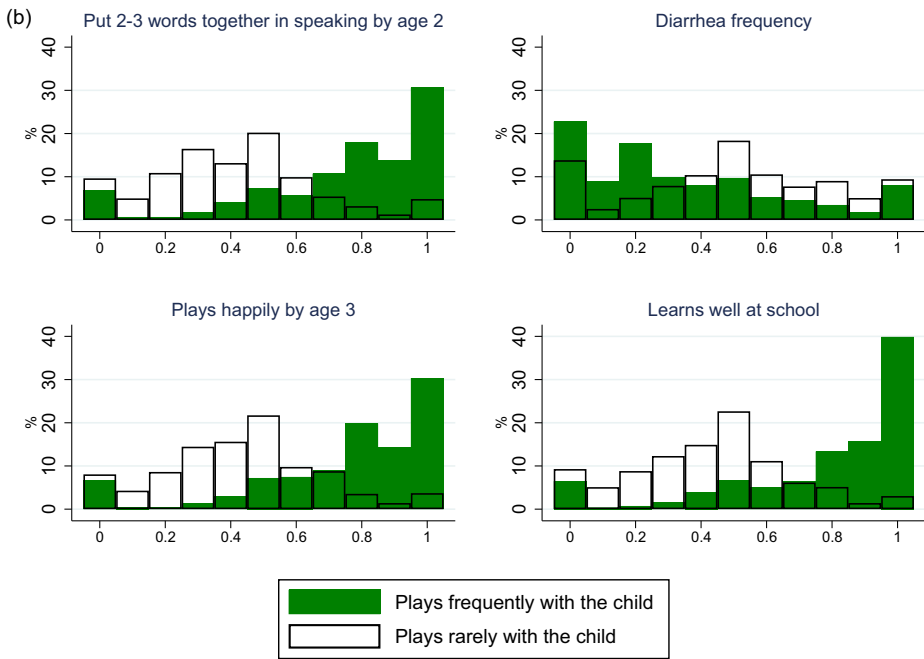 (b)
Put 2-3 words together in speaking by age 2
40
30
20
10
0
%
0 0.2 0.4 0.6 0.8 1
Diarrhea frequency
40
30
20
10
0
%
0 0.2 0.4 0.6 0.8 1
Plays happily by age 3
40
30
20
10
0
%
0 0.2 0.4 0.6 0.8 1
Learns well at school
40
30
20
10
0
%
0 0.2 0.4 0.6 0.8 1
Plays frequently with the child
Plays rarely with the child